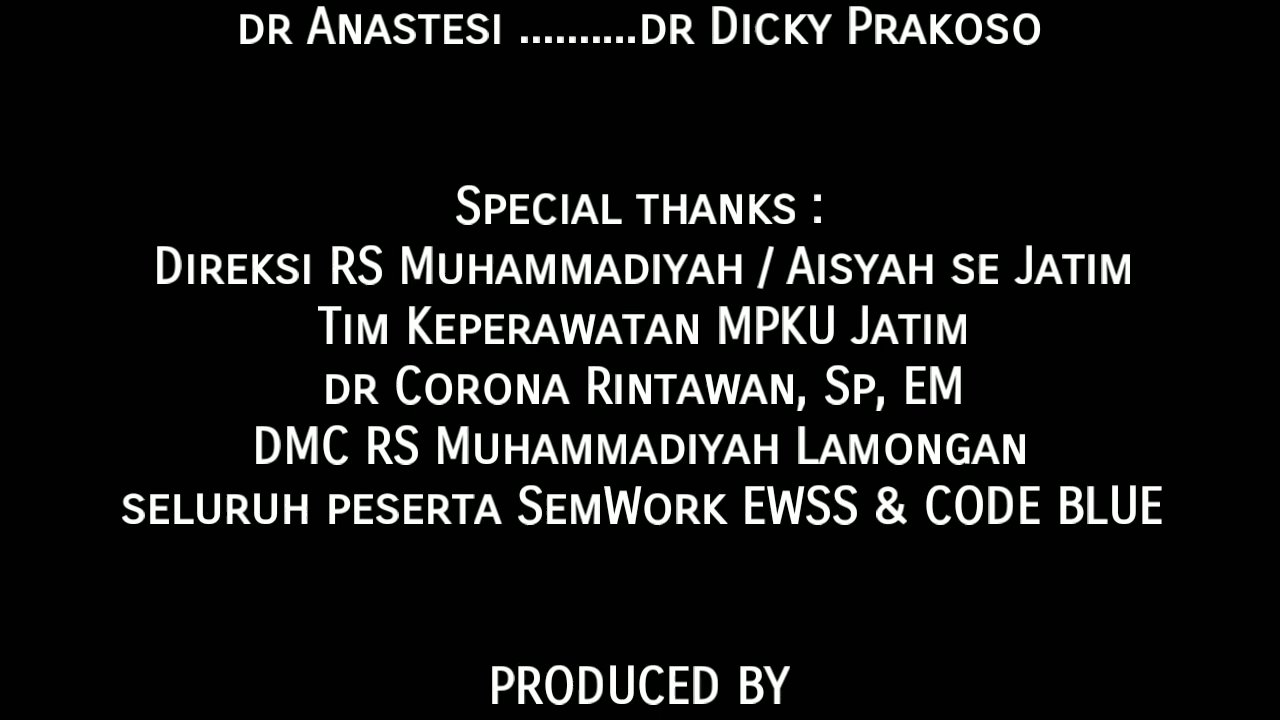 dr Anastesi ..........dr Dicky Prakoso
Special thanks :
Direksi RS Muhammadiyah / Aisyah se Jatim
Tim Keperawatan MPKU Jatim
dr Corona Rintawan, Sp, EM
DMC RS Muhammadiyah Lamongan
seluruh peserta SemWork EWSS & CODE BLUE
PRODUCED BY